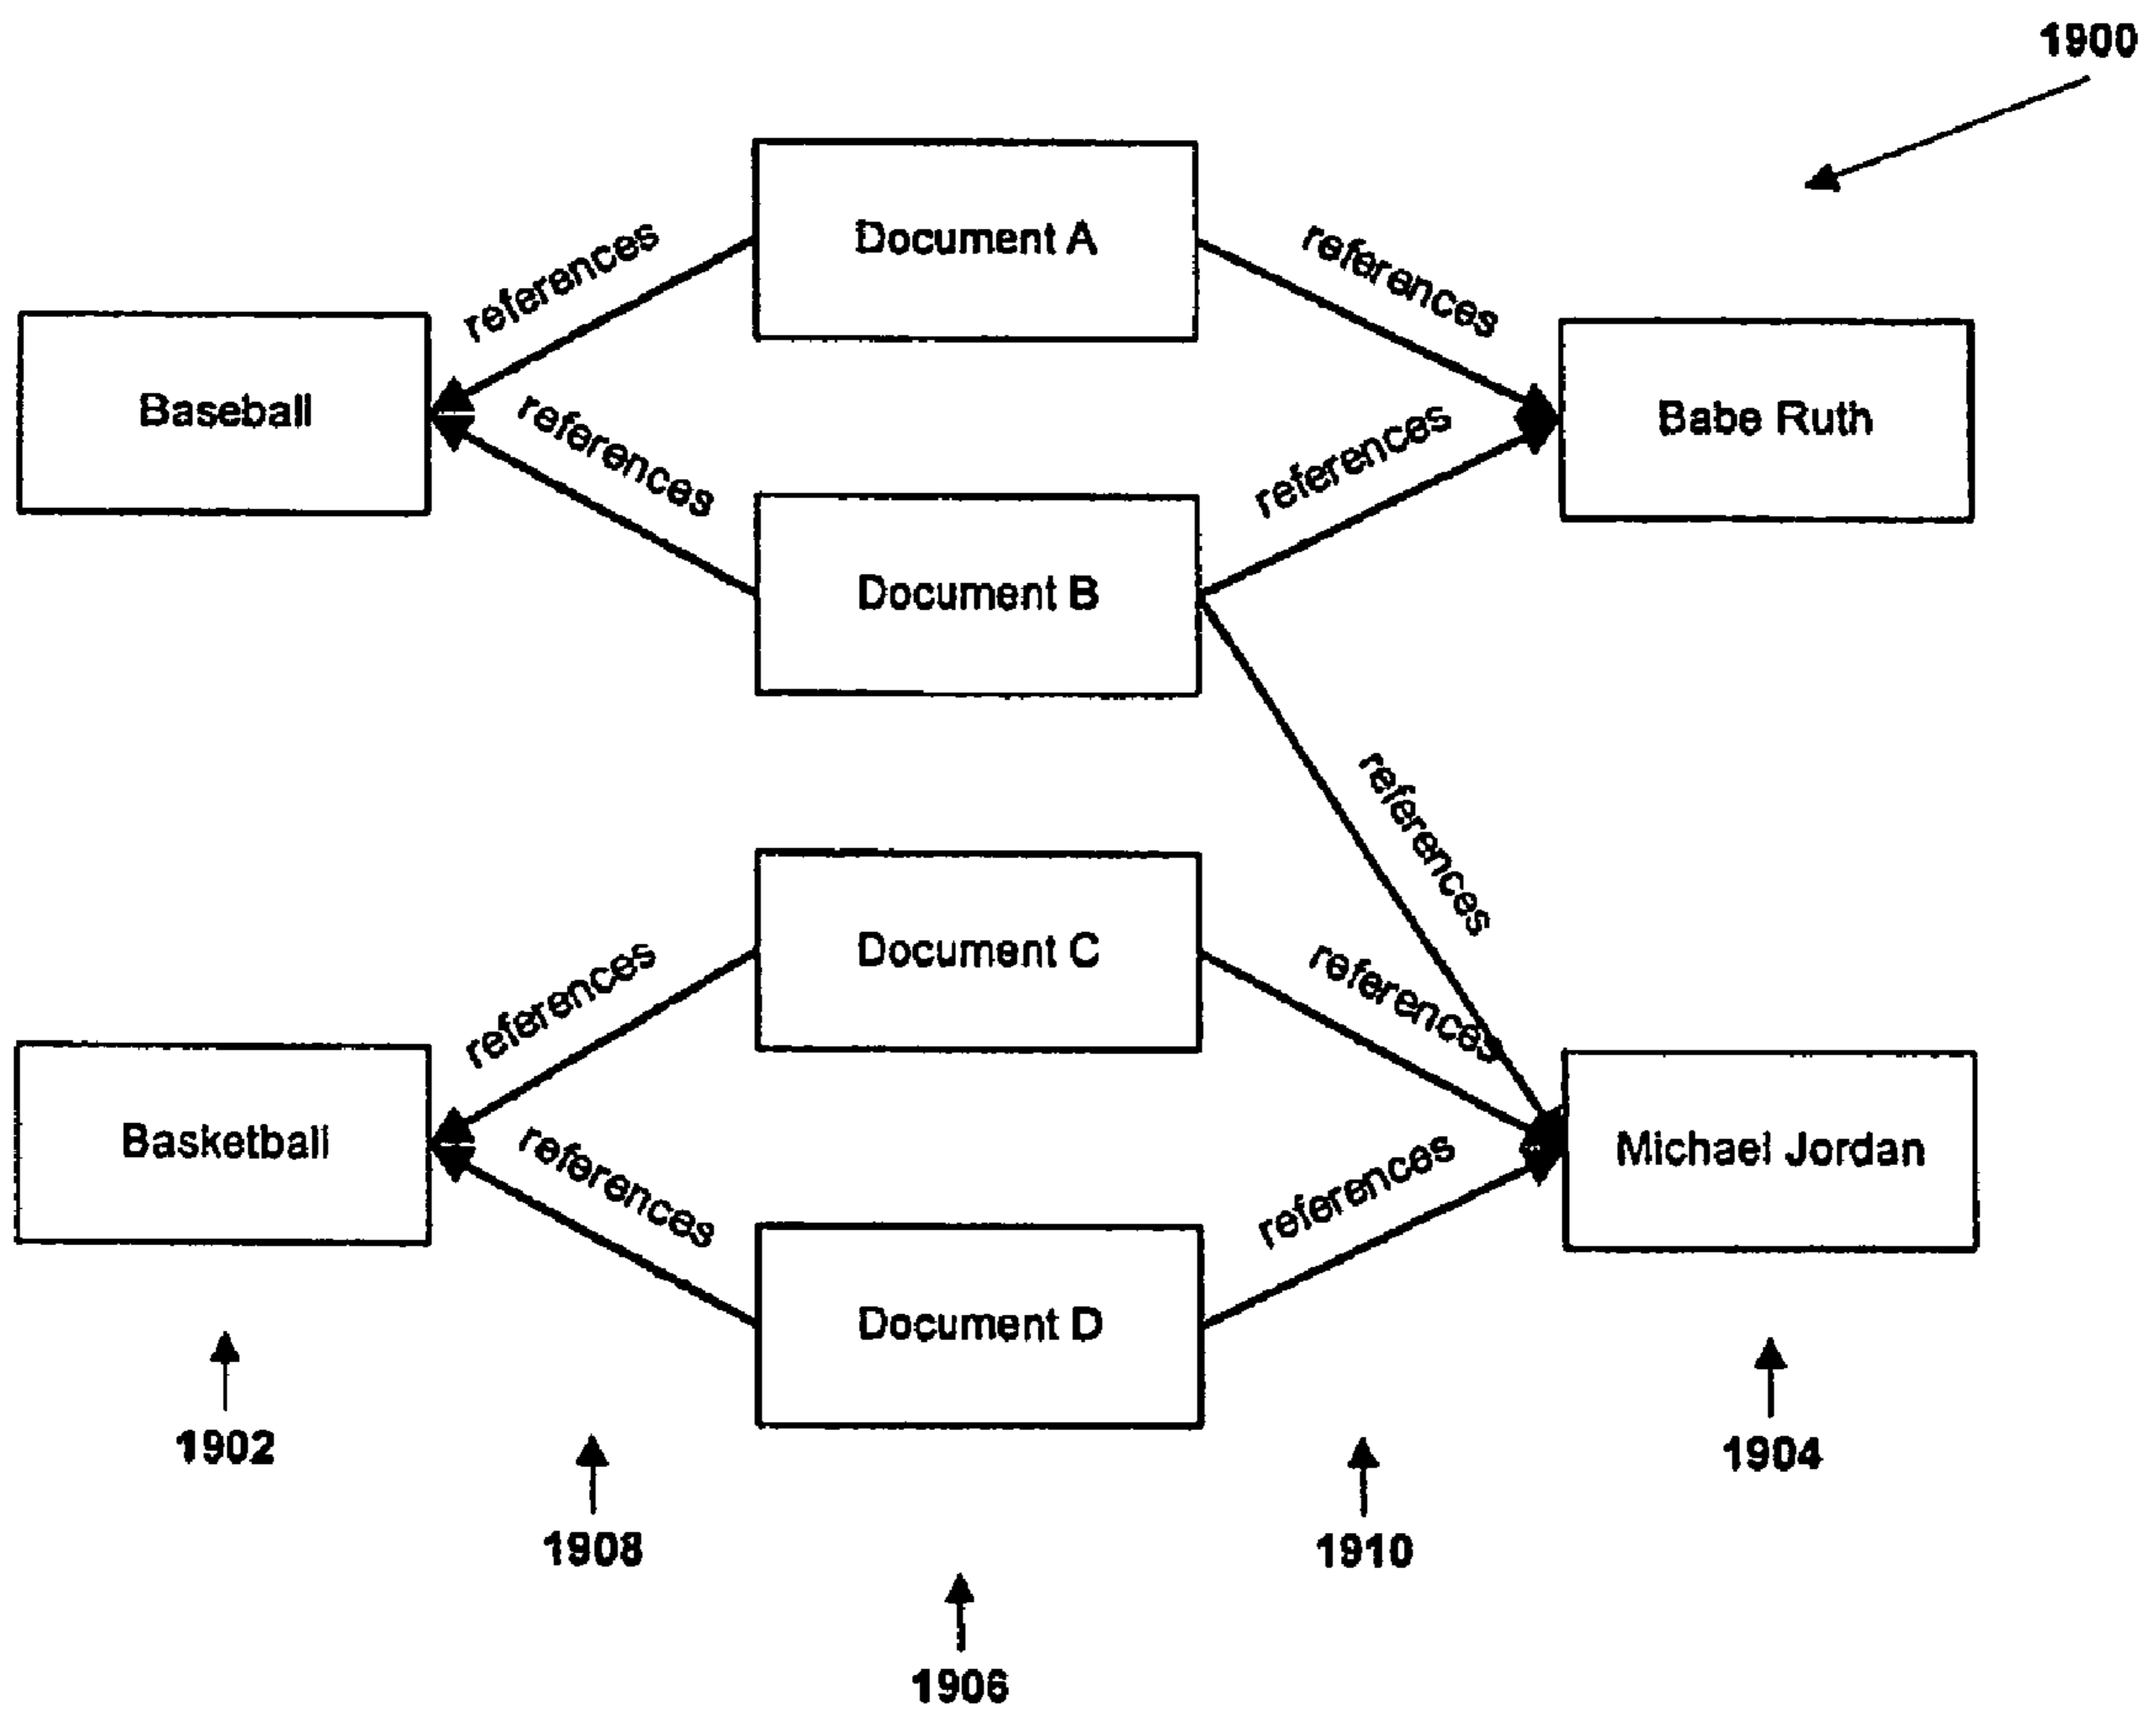 1900
Document A
references
references
Baseball
Babe Ruth
references
references
Document B
references
Document C
references
references
Basketball
Michael Jordan
references
references
Document D
1902
1904
1908
1910
1906